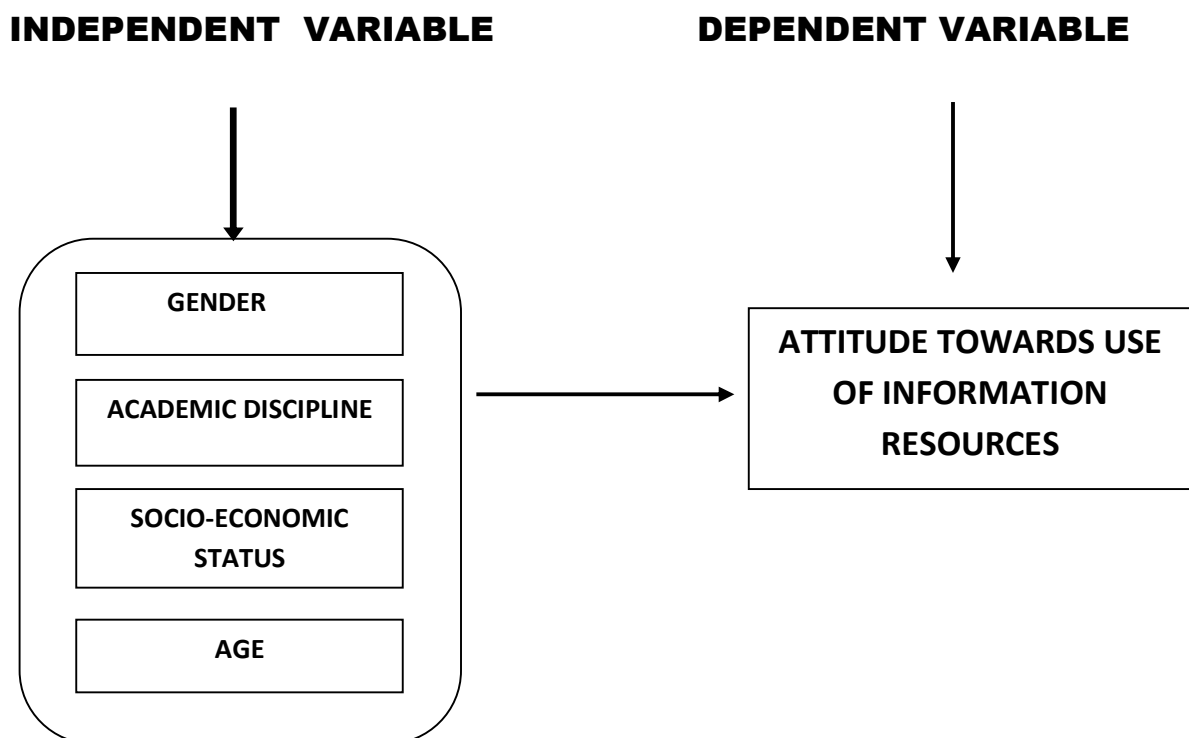 INDEPENDENT VARIABLE
DEPENDENT VARIABLE
GENDER
ACADEMIC DISCIPLINE
SOCIO-ECONOMIC
STATUS
AGE
ATTITUDE TOWARDS USE
OF INFORMATION
RESOURCES